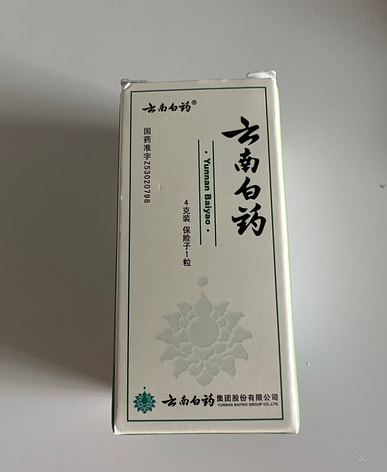 云南白药®
云南白药
· Yunnan Baiyao ·
国药准字Z53020798
4克装 保险子1粒
云南白药集团股份有限公司
YUNNAN BAIYAO GROUP CO.,LTD.